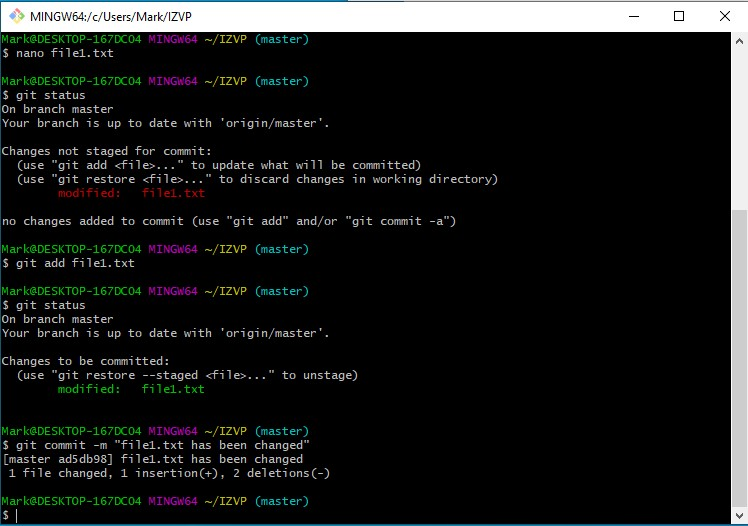 MINGW64:/c/Users/Mark/IZVP
Mark@DESKTOP-167DCO4 MINGW64 ~/IZVP (master)
$ nano file1.txt
Mark@DESKTOP-167DCO4 MINGW64 ~/IZVP (master)
$ git status
On branch master
Your branch is up to date with 'origin/master'.
Changes not staged for commit:
  (use "git add <file>..." to update what will be committed)
  (use "git restore <file>..." to discard changes in working directory)
        modified:   file1.txt
no changes added to commit (use "git add" and/or "git commit -a")
Mark@DESKTOP-167DCO4 MINGW64 ~/IZVP (master)
$ git add file1.txt
Mark@DESKTOP-167DCO4 MINGW64 ~/IZVP (master)
$ git status
On branch master
Your branch is up to date with 'origin/master'.
Changes to be committed:
  (use "git restore --staged <file>..." to unstage)
        modified:   file1.txt
Mark@DESKTOP-167DCO4 MINGW64 ~/IZVP (master)
$ git commit -m "file1.txt has been changed"
[master ad5db98] file1.txt has been changed
 1 file changed, 1 insertion(+), 2 deletions(-)
Mark@DESKTOP-167DCO4 MINGW64 ~/IZVP (master)
$